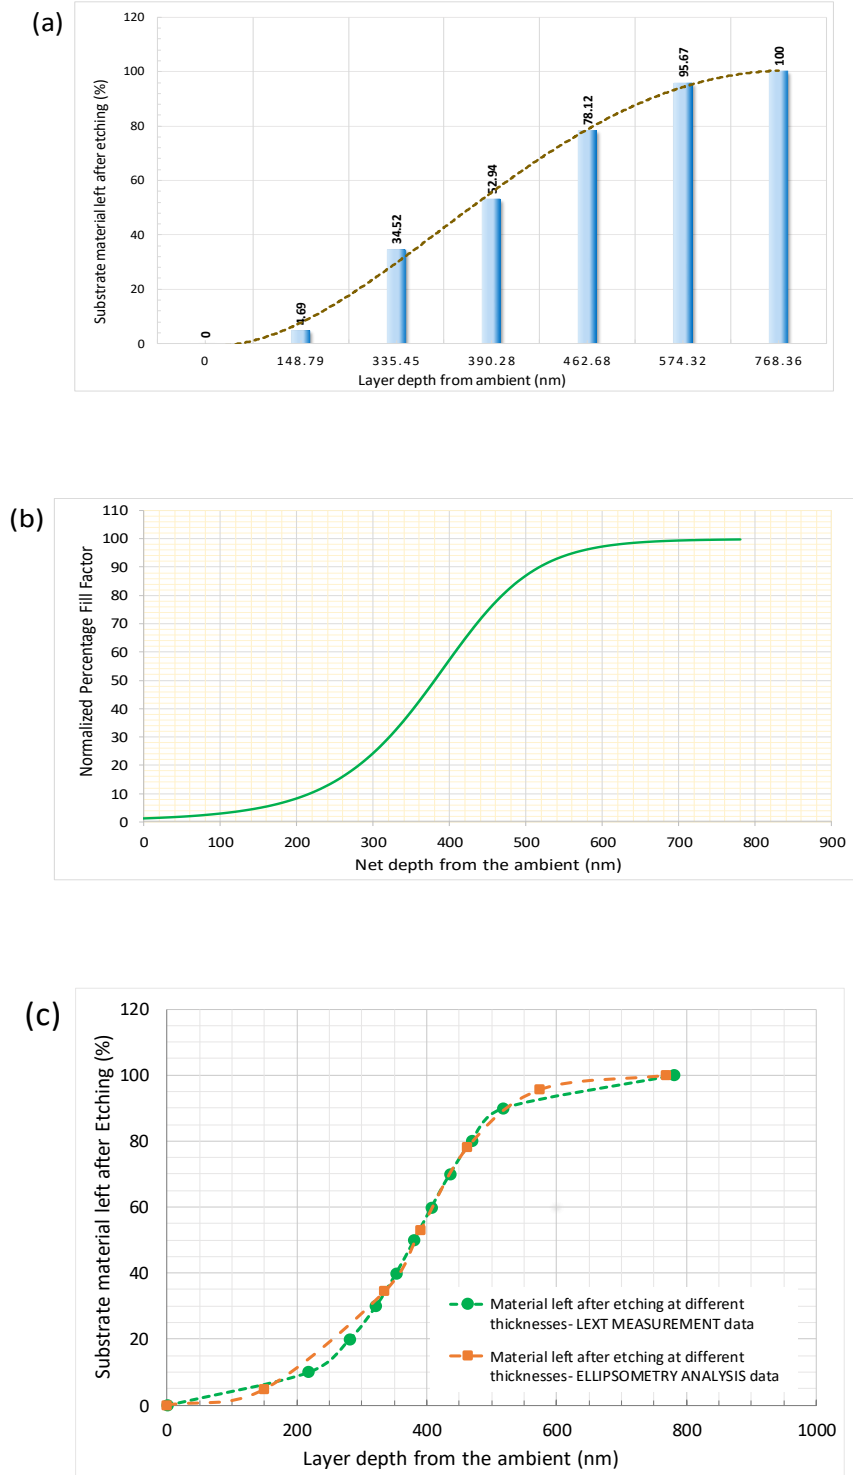 (a)
Substrate material left after etching (%)
120
100
80
60
40
20
0
0
4.69
34.52
52.94
78.12
95.67
100
0 148.79 335.45 390.28 462.68 574.32 768.36
Layer depth from ambient (nm)
(b)
Normalized Percentage Fill Factor
110
100
90
80
70
60
50
40
30
20
10
0
0 100 200 300 400 500 600 700 800 900
Net depth from the ambient (nm)
(c)
Substrate material left after Etching (%)
120
100
80
60
40
20
0
Material left after etching at different
thicknesses- LEXT MEASUREMENT data
Material left after etching at different
thicknesses- ELLIPSOMETRY ANALYSIS data
0 200 400 600 800 1000
Layer depth from the ambient (nm)